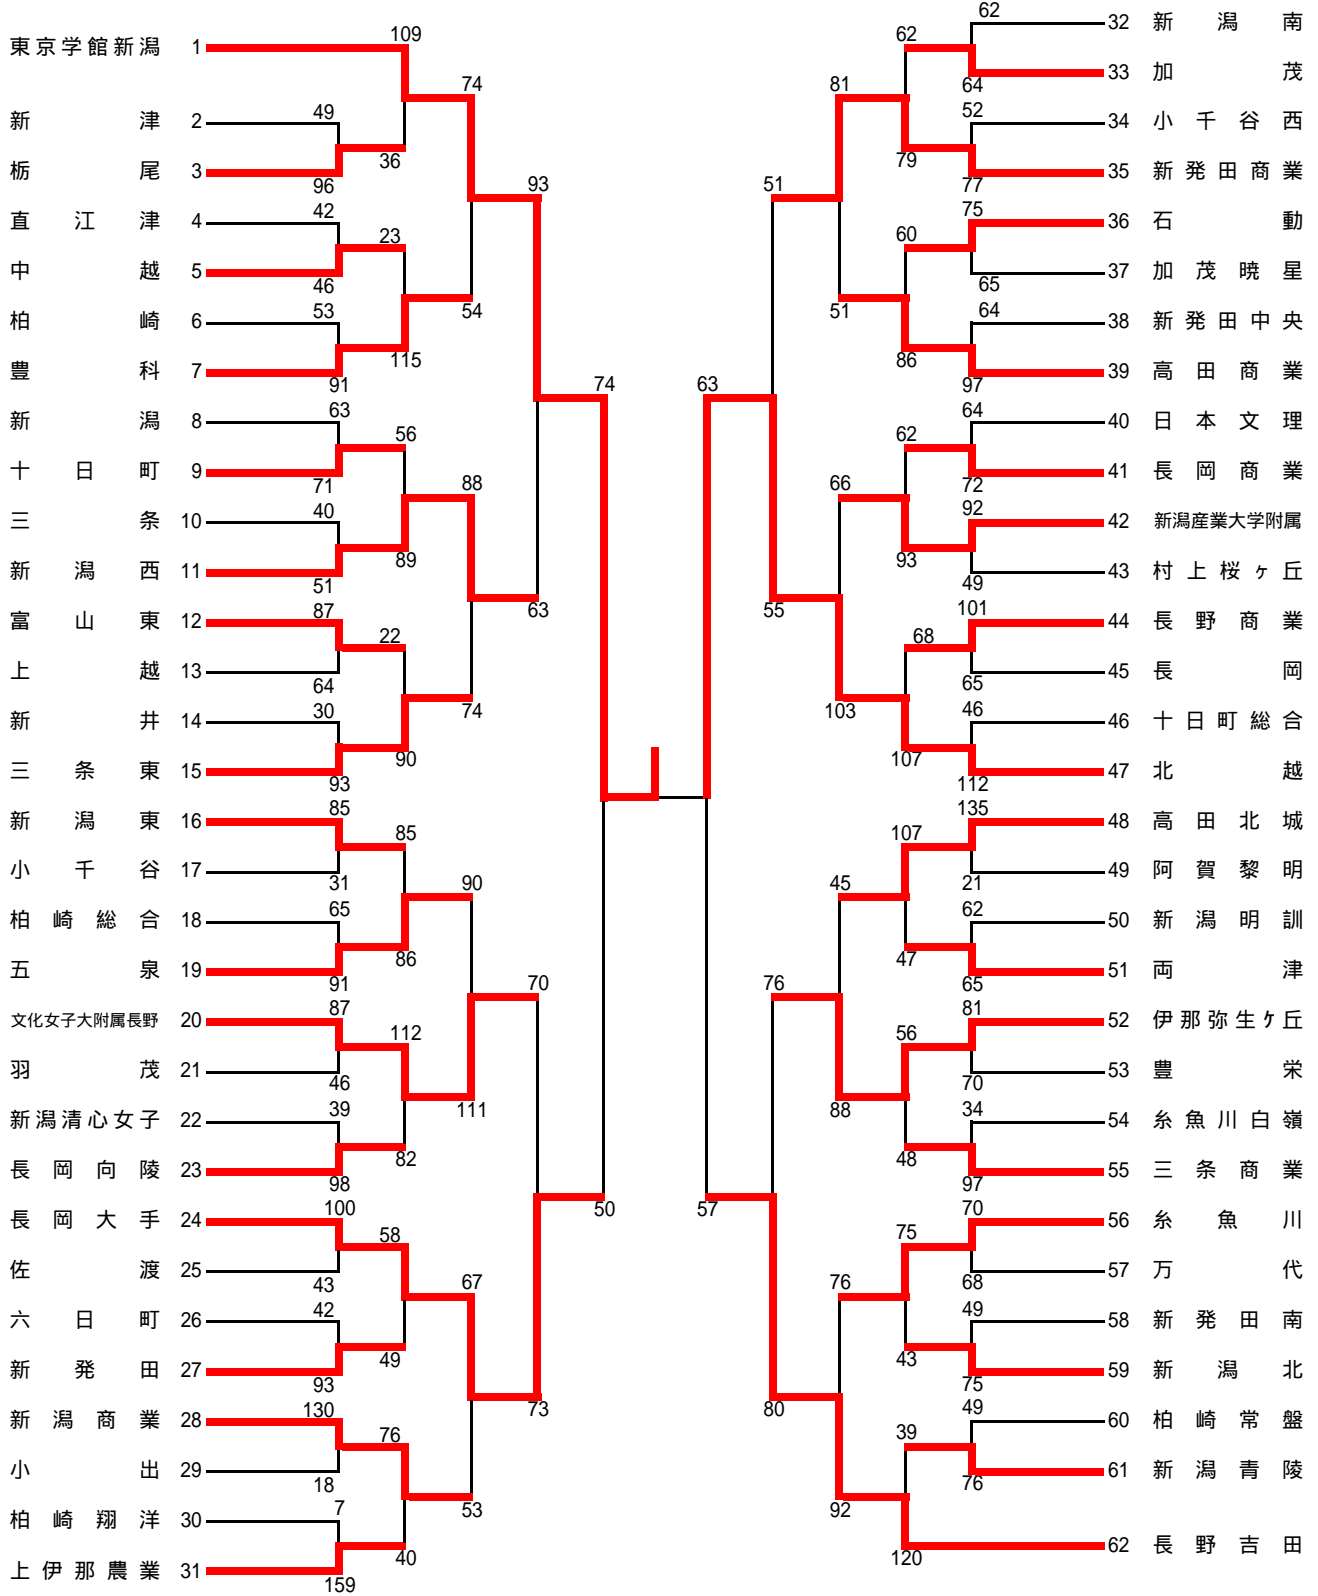 東京学館新潟 1
新津 2
栃尾 3
直江津 4
中越 5
柏崎 6
豊科 7
新潟 8
十日町 9
三条 10
新潟西 11
富山東 12
上越 13
新井 14
三条東 15
新潟東 16
小千谷 17
柏崎総合 18
五泉 19
文化女子大附属長野 20
羽茂 21
新潟清心女子 22
長岡向陵 23
長岡大手 24
佐渡 25
六日町 26
新発田 27
新潟商業 28
小出 29
柏崎翔洋 30
上伊那農業 31
49
96
42
46
53
91
63
71
40
51
87
64
30
93
85
31
65
91
87
46
39
98
100
43
42
93
130
18
7
159
109
36
23
115
56
89
22
90
85
86
112
82
58
49
76
40
74
54
88
74
90
111
67
53
93
63
70
73
74
50
63
57
51
55
76
80
81
51
66
103
45
88
76
92
62
79
60
86
62
93
68
107
107
47
56
48
75
43
39
120
62
64
52
77
75
65
64
97
64
72
92
49
101
65
46
112
135
21
62
65
81
70
34
97
70
68
49
75
49
76
32 新潟南
33 加茂
34 小千谷西
35 新発田商業
36 石動
37 加茂暁星
38 新発田中央
39 高田商業
40 日本文理
41 長岡商業
42 新潟産業大学附属
43 村上桜ヶ丘
44 長野商業
45 長岡
46 十日町総合
47 北越
48 高田北城
49 阿賀黎明
50 新潟明訓
51 両津
52 伊那弥生ケ丘
53 豊栄
54 糸魚川白嶺
55 三条商業
56 糸魚川
57 万代
58 新発田南
59 新潟北
60 柏崎常盤
61 新潟青陵
62 長野吉田